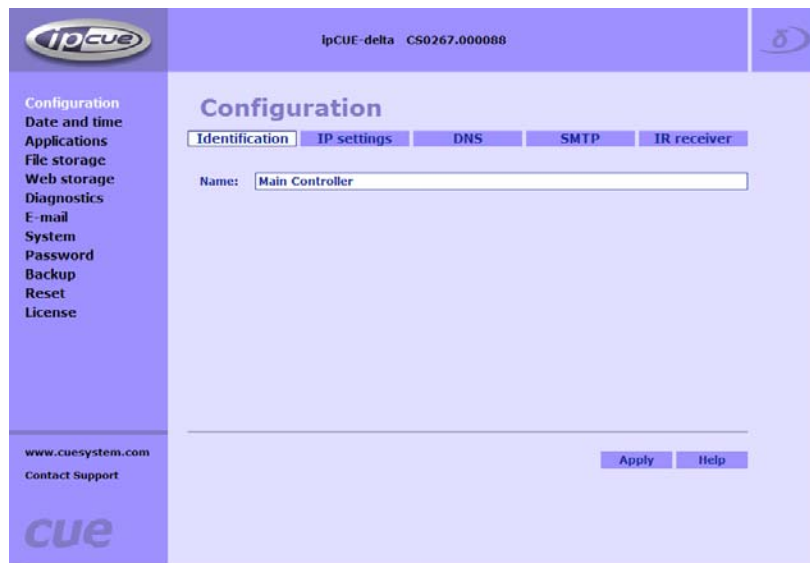 ipcue
ipCUE-delta CS0267.000088
δ
Configuration
Date and time
Applications
File storage
Web storage
Diagnostics
E-mail
System
Password
Backup
Reset
License
www.cuesystem.com
Contact Support
cue
Configuration
Identification IP settings DNS SMTP IR receiver
Name: Main Controller
Apply Help